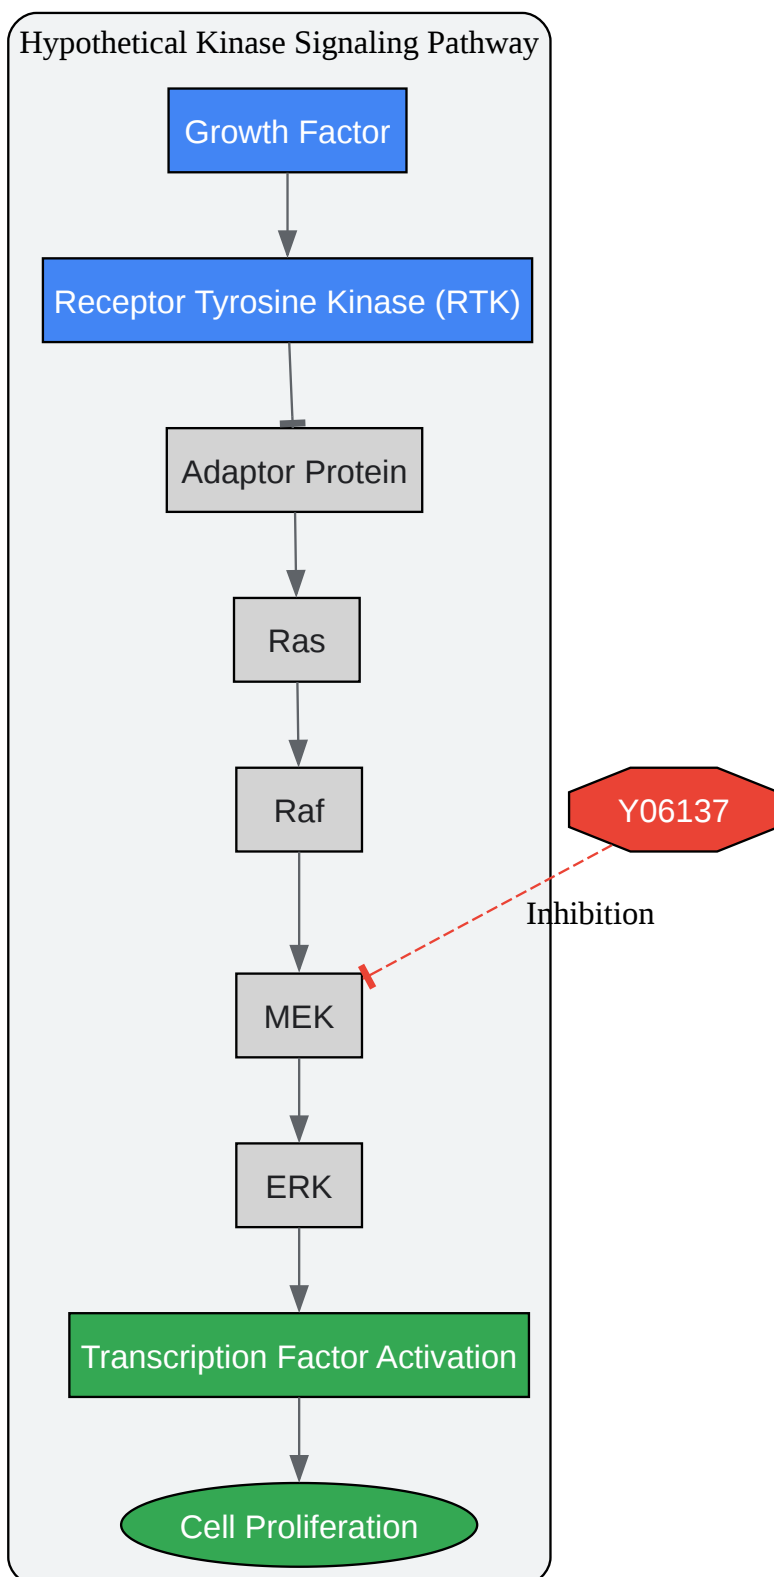 Hypothetical Kinase Signaling Pathway
Growth Factor
Receptor Tyrosine Kinase (RTK)
Adaptor Protein
Ras
Raf
Y06137
Inhibition
MEK
ERK
Transcription Factor Activation
Cell Proliferation